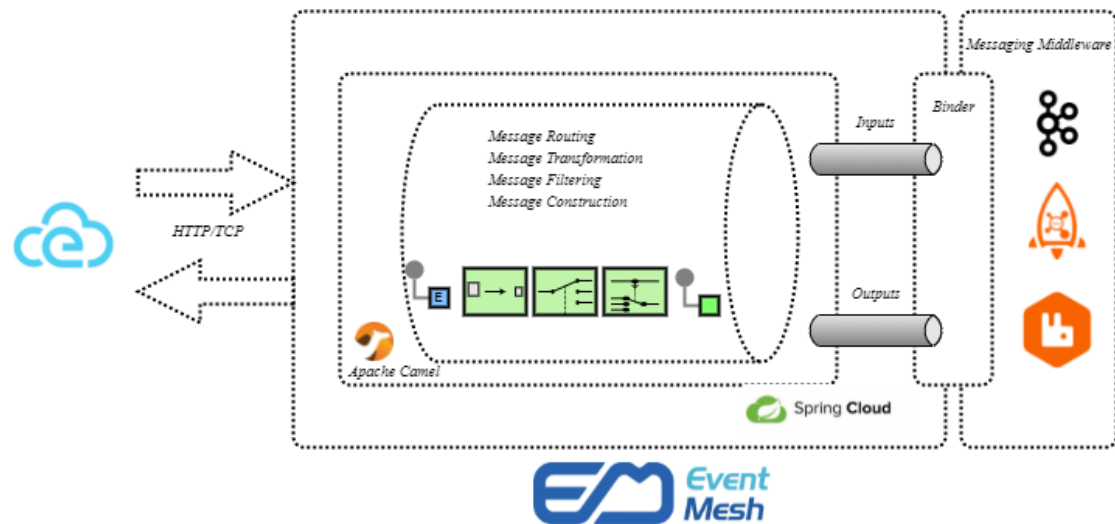 Messaging Middleware
Binder
Inputs
Message Routing
Message Transformation
Message Filtering
Message Construction
HTTP/TCP
E
Outputs
Apache Camel
Spring Cloud
EM Event
Mesh